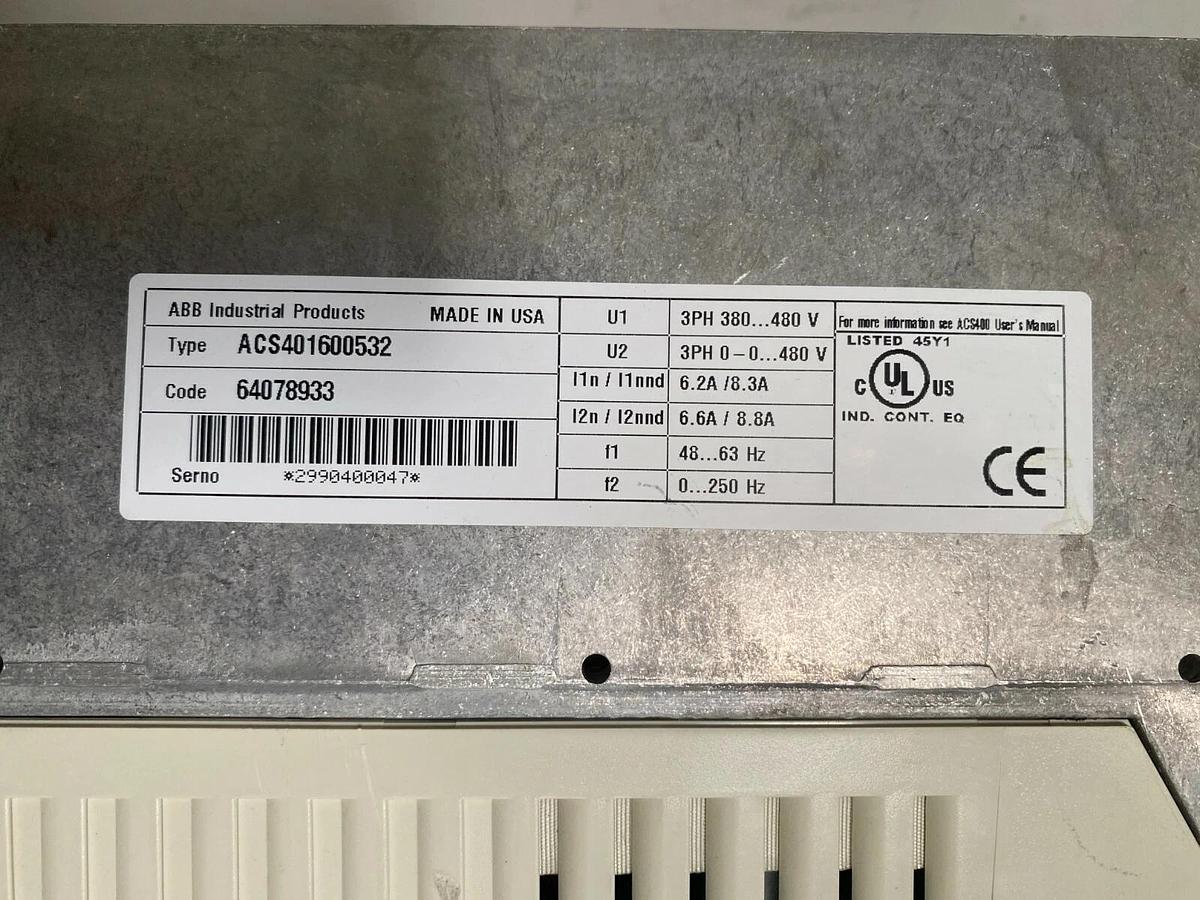 ABB Industrial Products MADE IN USA
Type ACS401600532
Code 64078933
Serno *2990400047*
U1 3PH 380...480 V
U2 3PH 0–0...480 V
I1n / I1nnd 6.2A /8.3A
I2n / I2nnd 6.6A / 8.8A
f1 48...63 Hz
f2 0...250 Hz
For more information see ACS400 User's Manual
LISTED 45Y1
C UL US
IND. CONT. EQ
CE